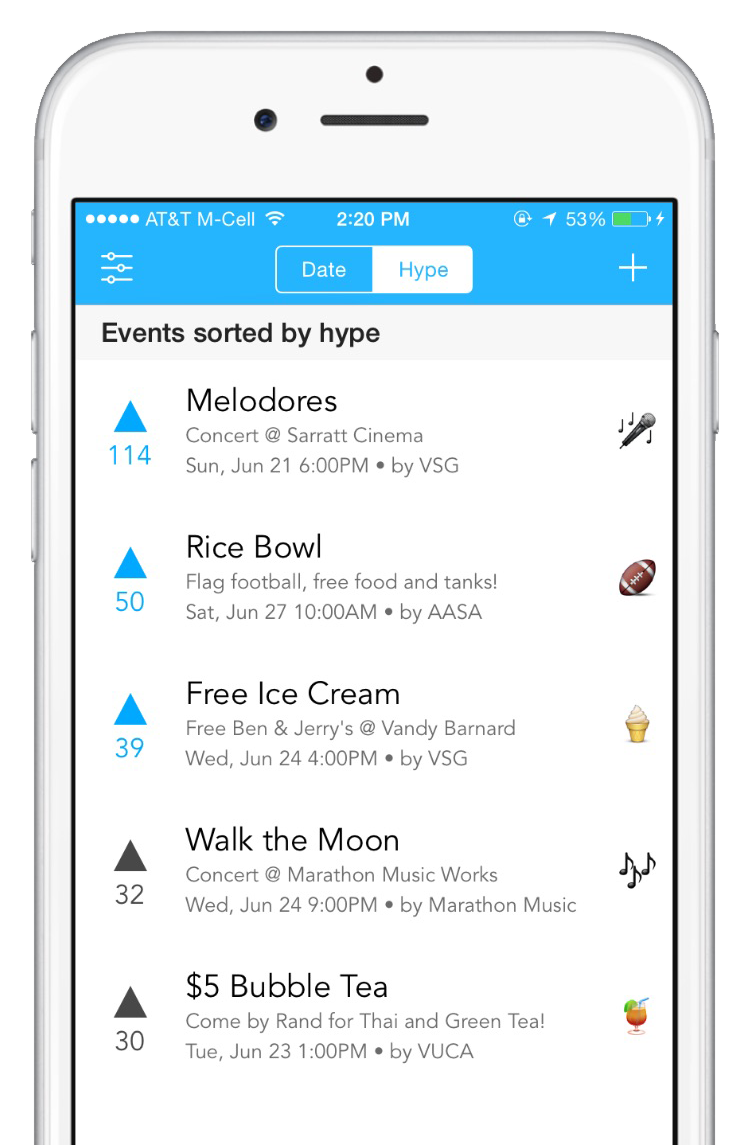 AT&T M-Cell 2:20 PM 53%
Date Hype
Events sorted by hype
Melodores
Concert @ Sarratt Cinema
114
Sun, Jun 21 6:00PM • by VSG
Rice Bowl
Flag football, free food and tanks!
50
Sat, Jun 27 10:00AM • by AASA
Free Ice Cream
Free Ben & Jerry's @ Vandy Barnard
39
Wed, Jun 24 4:00PM • by VSG
Walk the Moon
Concert @ Marathon Music Works
32
Wed, Jun 24 9:00PM • by Marathon Music
$5 Bubble Tea
Come by Rand for Thai and Green Tea!
30
Tue, Jun 23 1:00PM • by VUCA